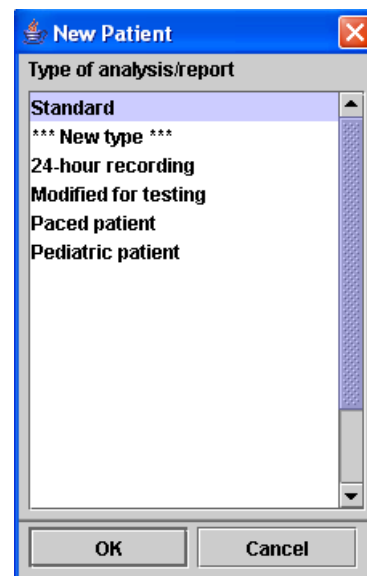 New Patient
Type of analysis/report
Standard
*** New type ***
24-hour recording
Modified for testing
Paced patient
Pediatric patient
OK Cancel